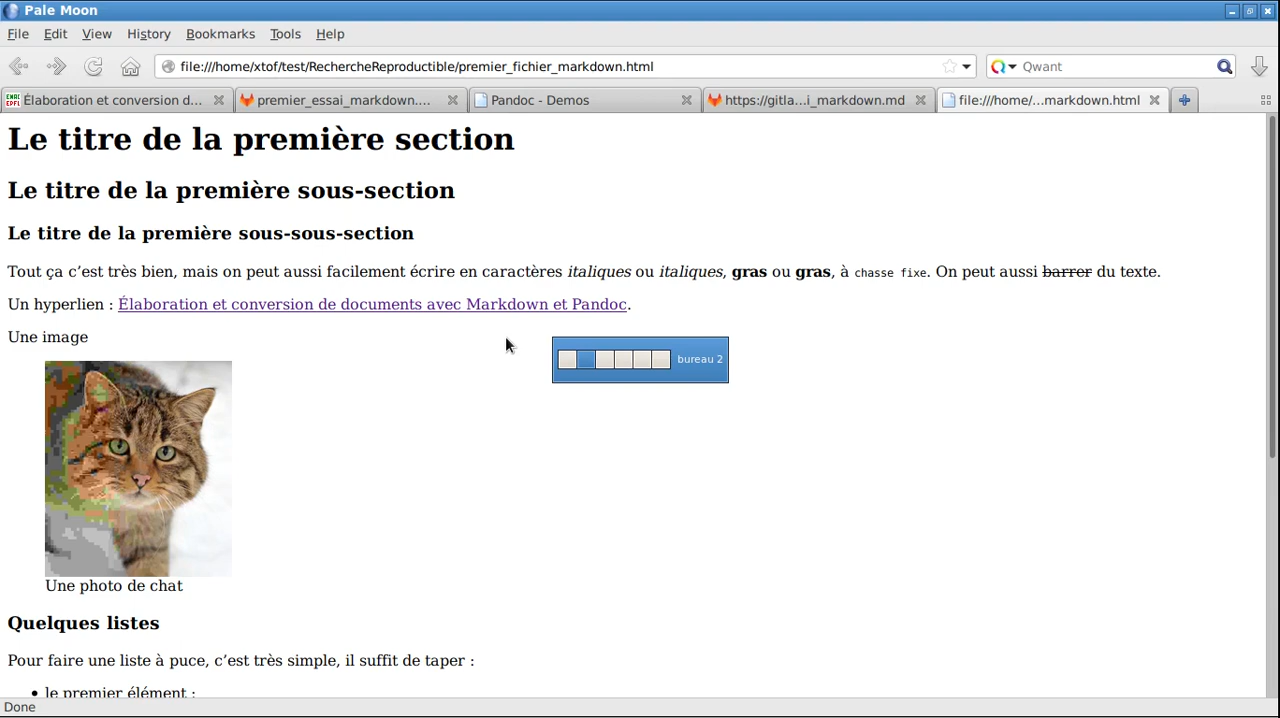 Pale Moon
File Edit View History Bookmarks Tools Help
file:///home/xtof/test/RechercheReproductible/premier_fichier_markdown.html
Qwant
Élaboration et conversion d...
premier_essai_markdown....
Pandoc - Demos
https://gitla...i_markdown.md
file:///home/...markdown.html
Le titre de la première section
Le titre de la première sous-section
Le titre de la première sous-sous-section
Tout ça c’est très bien, mais on peut aussi facilement écrire en caractères italiques ou italiques, gras ou gras, à chasse fixe. On peut aussi barrer du texte.
Un hyperlien : Élaboration et conversion de documents avec Markdown et Pandoc.
Une image
bureau 2
Une photo de chat
Quelques listes
Pour faire une liste à puce, c’est très simple, il suffit de taper :
• le premier élément ;
Done